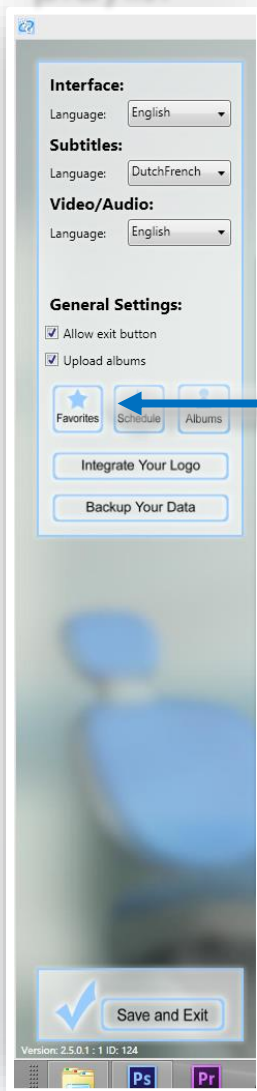 Interface:
Language: English
Subtitles:
Language: DutchFrench
Video/Audio:
Language: English
General Settings:
Allow exit button
Upload albums
Favorites Schedule Albums
Integrate Your Logo
Backup Your Data
Save and Exit
Version: 2.5.0.1 : 1 ID: 124
Ps Pr